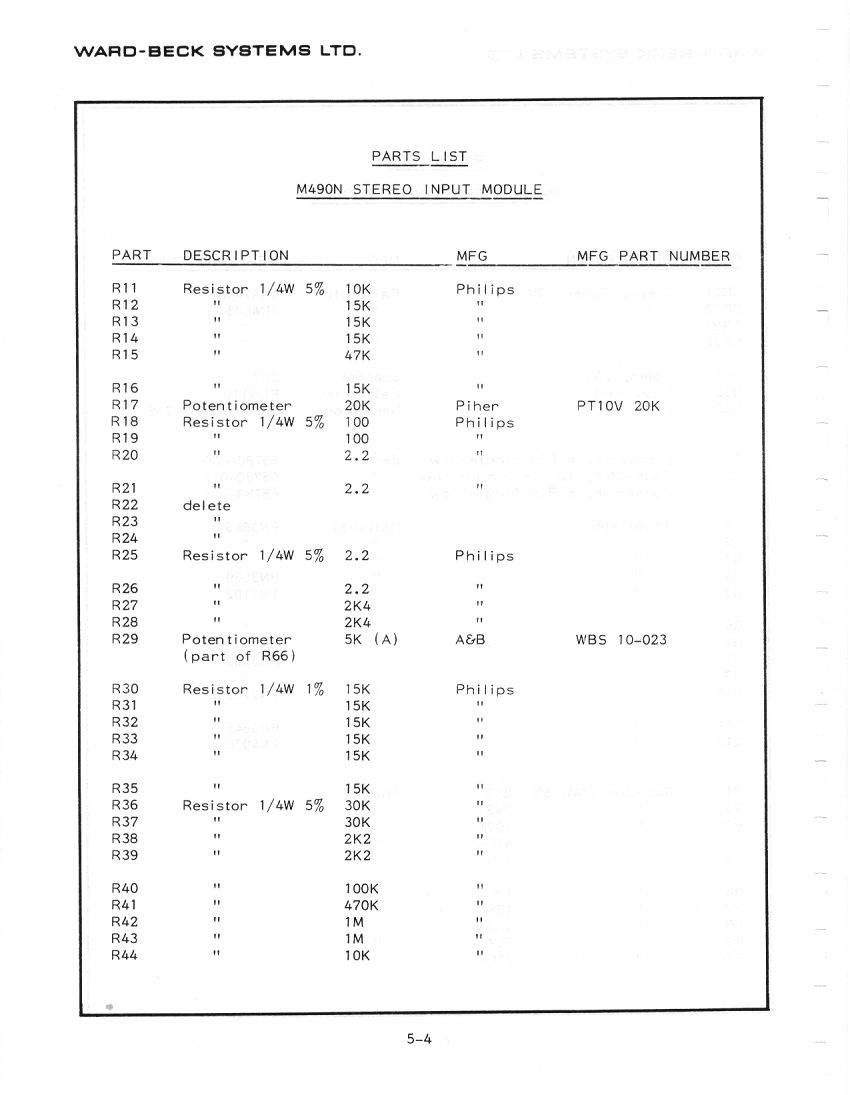 WARD-BECK SYSTEMS LTD.
PARTS LIST
M490N STEREO INPUT MODULE
PART DESCRIPTION MFG MFG PART NUMBER
R11 Resistor 1/4W 5% 10K Philips
R12 " 15K "
R13 " 15K "
R14 " 15K "
R15 " 47K "
R16 " 15K "
R17 Potentiometer 20K Piher PT10V 20K
R18 Resistor 1/4W 5% 100 Philips
R19 " 100 "
R20 " 2.2 "
R21 " 2.2 "
R22 delete
R23 "
R24 "
R25 Resistor 1/4W 5% 2.2 Philips
R26 " 2.2 "
R27 " 2K4 "
R28 " 2K4 "
R29 Potentiometer 5K (A) A&B WBS 10-023
(part of R66)
R30 Resistor 1/4W 1% 15K Philips
R31 " 15K "
R32 " 15K "
R33 " 15K "
R34 " 15K "
R35 " 15K "
R36 Resistor 1/4W 5% 30K "
R37 " 30K "
R38 " 2K2 "
R39 " 2K2 "
R40 " 100K "
R41 " 470K "
R42 " 1M "
R43 " 1M "
R44 " 10K "
5-4